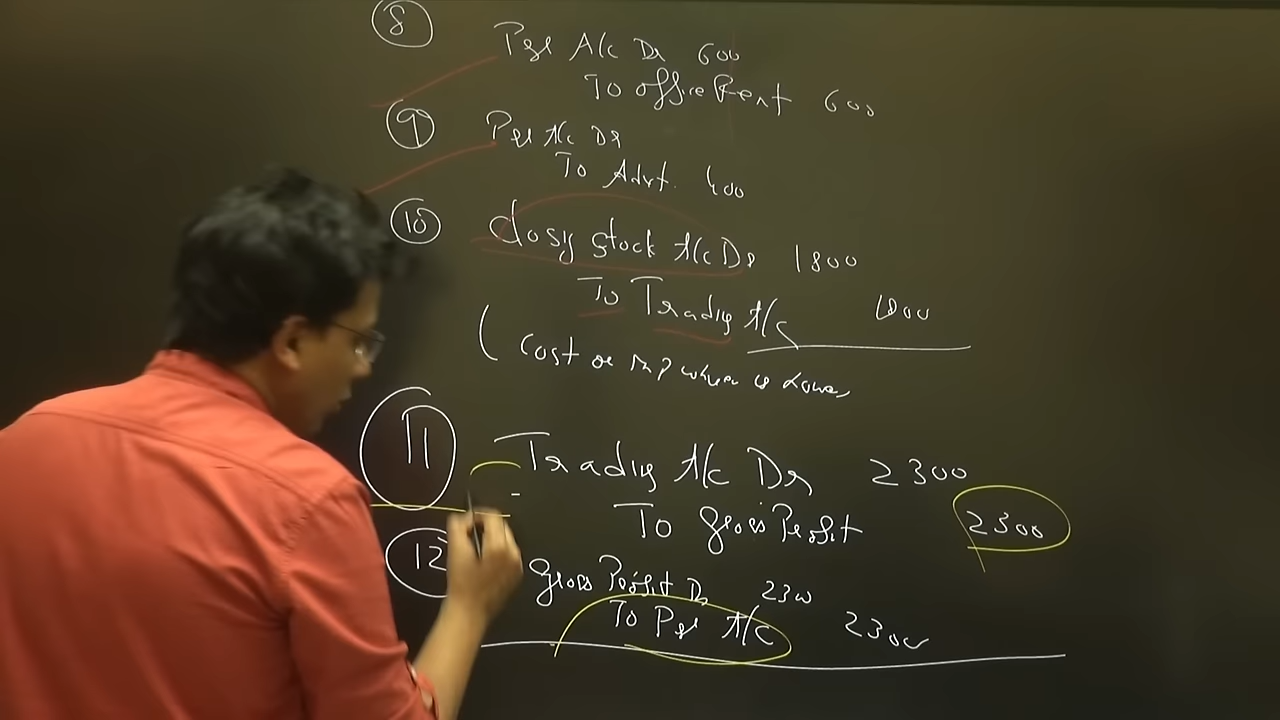 8 P&L A/c Dr 600
To office Rent 600
9 P&L A/c Dr
To Advt. 400
10 Closing stock A/c Dr 1800
To Trading A/c 1800
(Cost or MP which is lower
11 Trading A/c Dr 2300
To Gross Profit 2300
12 Gross Profit Dr 2300
To P&L A/c 2300